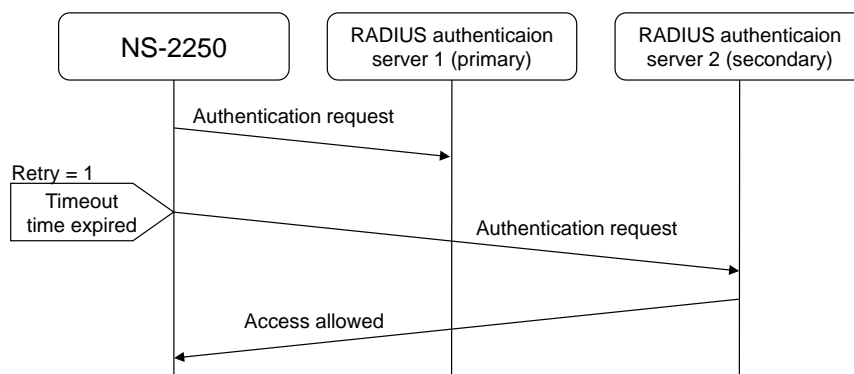 NS-2250
RADIUS authenticaion
server 1 (primary)
RADIUS authenticaion
server 2 (secondary)
Authentication request
Retry = 1
Timeout
time expired
Authentication request
Access allowed